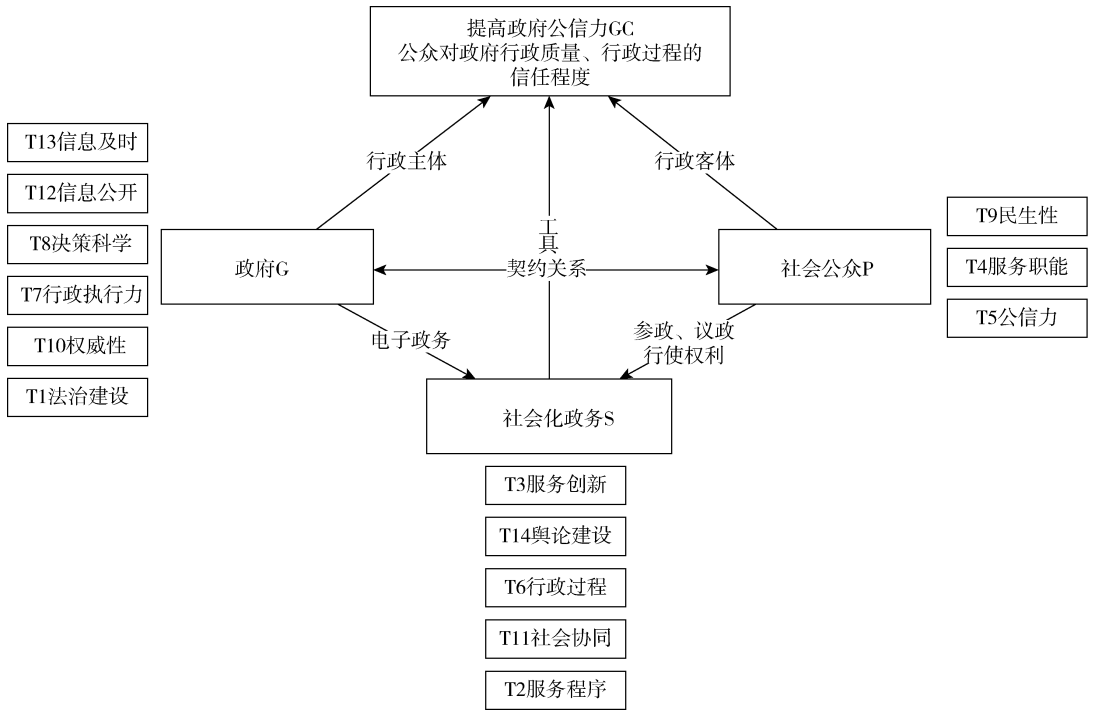 提高政府公信力GC
公众对政府行政质量、行政过程的
信任程度
T13信息及时
T12信息公开
T8决策科学
T7行政执行力
T10权威性
T1法治建设
行政主体
行政客体
工
具
政府G
契约关系
社会公众P
T9民生性
T4服务职能
T5公信力
电子政务
参政、议政
行使权利
社会化政务S
T3服务创新
T14舆论建设
T6行政过程
T11社会协同
T2服务程序